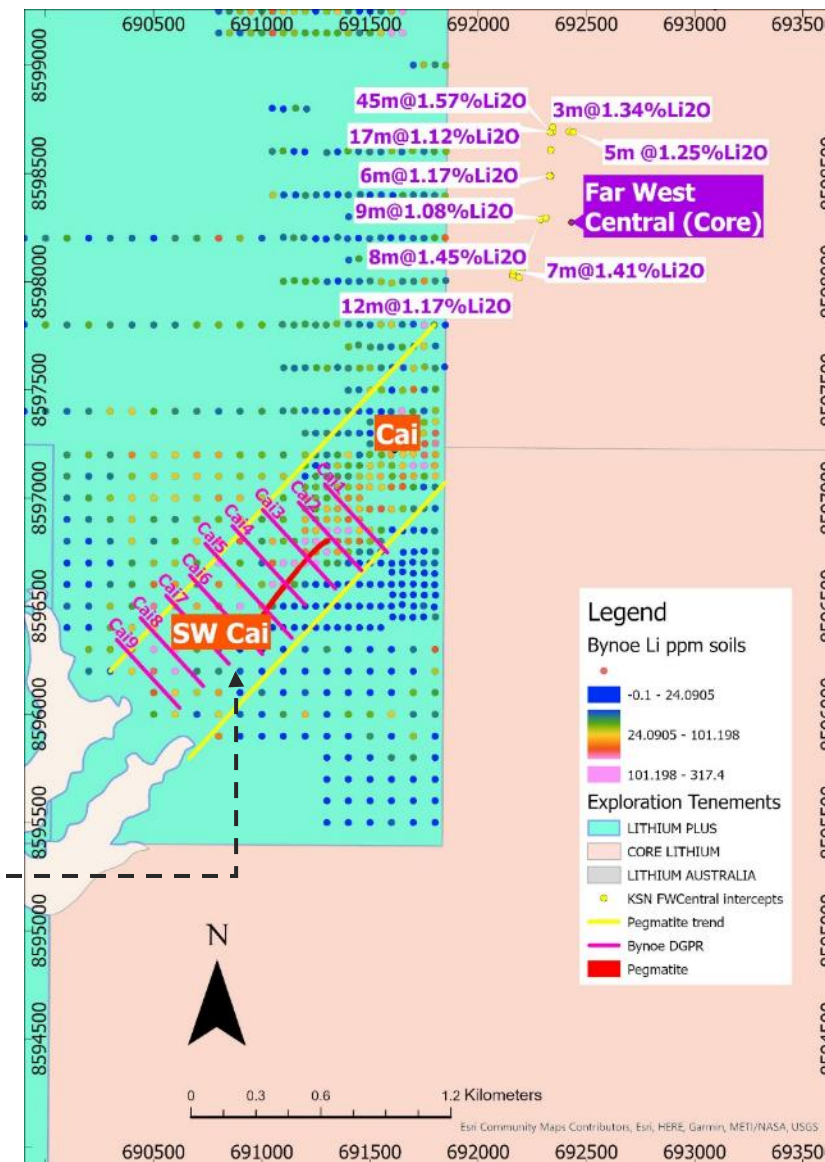 690500 691000 691500 692000 692500 693000 69350
8599000
8598500
8598000
8597500
8597000
8596500
8596000
8595500
8595000
8594500
45m@1.57%Li2O
3m@1.34%Li2O
17m@1.12%Li2O
5m @1.25%Li2O
6m@1.17%Li2O
Far West
Central (Core)
9m@1.08%Li2O
8m@1.45%Li2O
7m@1.41%Li2O
12m@1.17%Li2O
Cai
Cai1
Cai2
Cai3
Cai4
Cai5
Cai6
Cai7
Cai8
Cai9
SW Cai
Legend
Bynoe Li ppm soils
-0.1 - 24.0905
24.0905 - 101.198
101.198 - 317.4
Exploration Tenements
LITHIUM PLUS
CORE LITHIUM
LITHIUM AUSTRALIA
KSN FWCentral intercepts
Pegmatite trend
Bynoe DGPR
Pegmatite
N
0 0.3 0.6 1.2 Kilometers
Esri Community Maps Contributors, Esri, HERE, Garmin, METI/NASA, USGS
690500 691000 691500 692000 692500 693000 69350